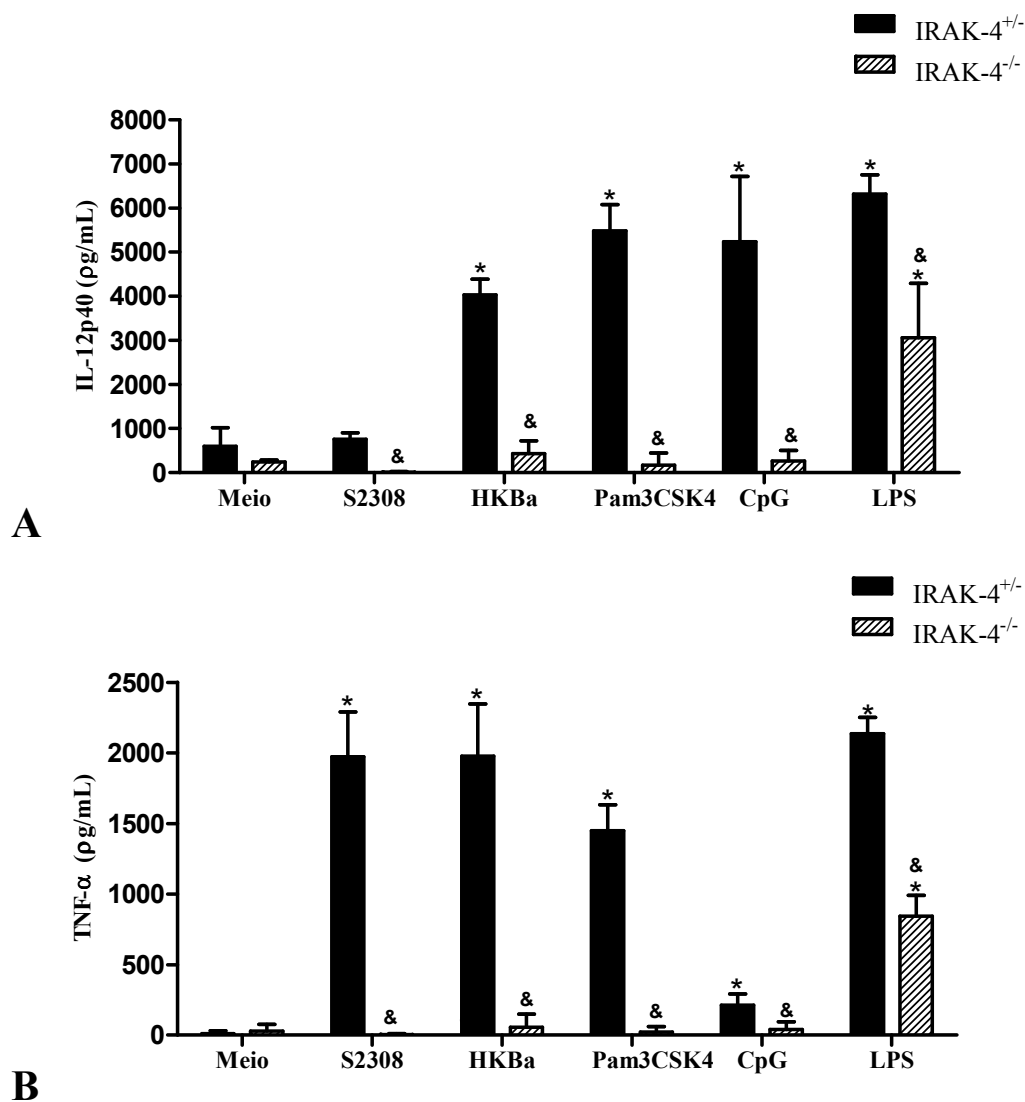 IRAK-4+/-
IRAK-4-/-
IL-12p40 (ρg/mL)
8000
7000
6000
5000
4000
3000
2000
1000
0
* * * * & *
& & & &
Meio S2308 HKBa Pam3CSK4 CpG LPS
A
IRAK-4+/-
IRAK-4-/-
TNF-α (ρg/mL)
2500
2000
1500
1000
500
0
* * * * * & *
& & & &
Meio S2308 HKBa Pam3CSK4 CpG LPS
B